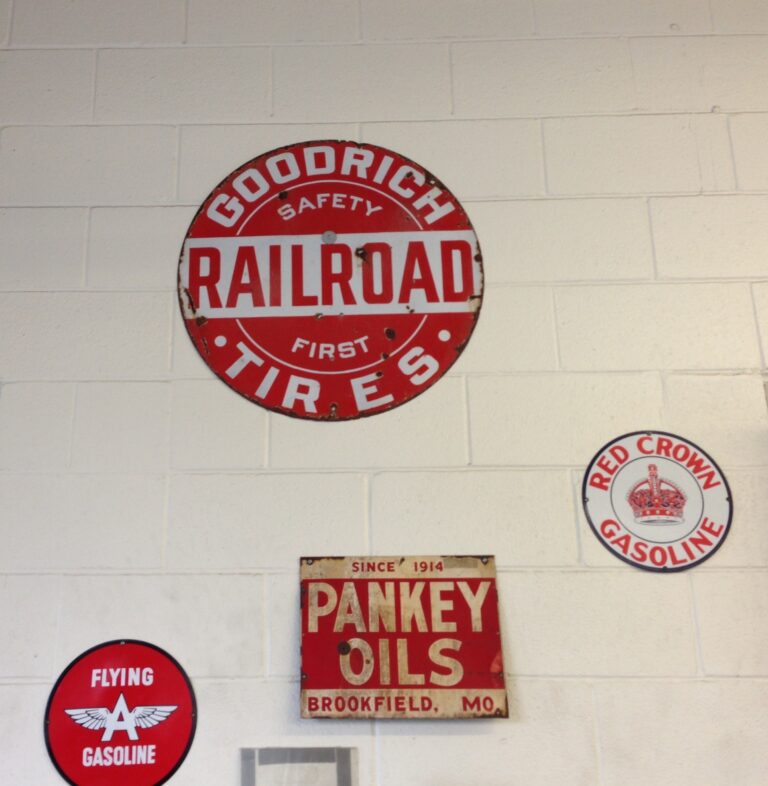 GOODRICH
SAFETY
RAILROAD
FIRST
• TIRES •
RED CROWN
GASOLINE
SINCE 1914
PANKEY
OILS
BROOKFIELD, MO.
FLYING
A
GASOLINE